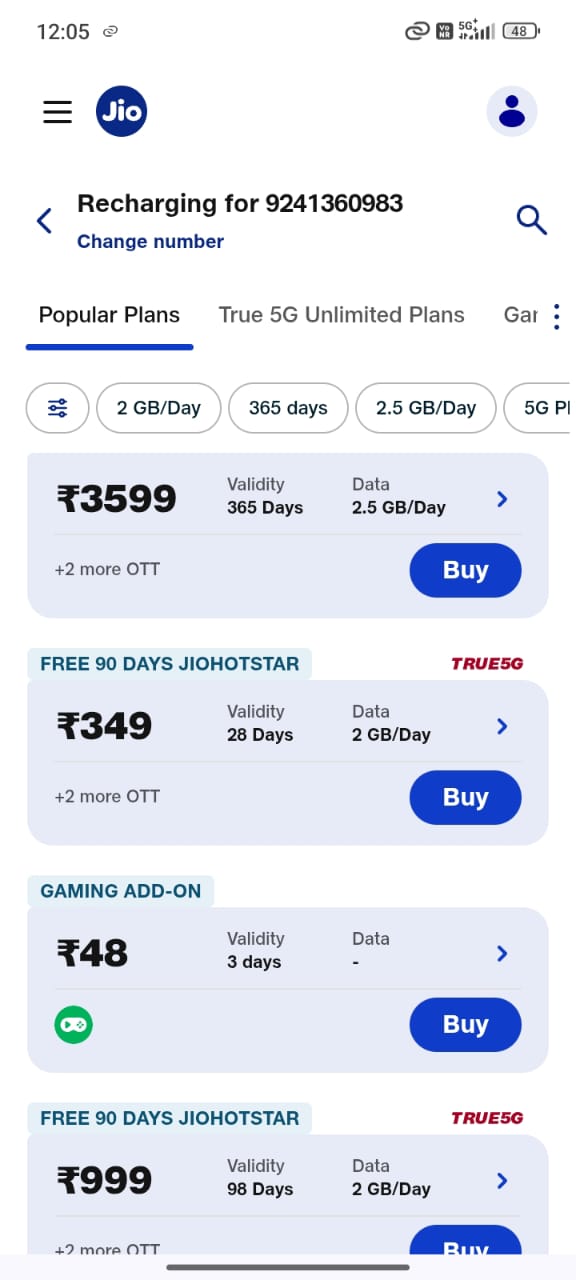 12:05
Vo NR 5G+ 48
Jio
Recharging for 9241360983
Change number
Popular Plans True 5G Unlimited Plans Gar
2 GB/Day 365 days 2.5 GB/Day 5G Pl
₹3599 Validity 365 Days Data 2.5 GB/Day
+2 more OTT Buy
FREE 90 DAYS JIOHOTSTAR TRUE5G
₹349 Validity 28 Days Data 2 GB/Day
+2 more OTT Buy
GAMING ADD-ON
₹48 Validity 3 days Data -
Buy
FREE 90 DAYS JIOHOTSTAR TRUE5G
₹999 Validity 98 Days Data 2 GB/Day
+2 more OTT Buy